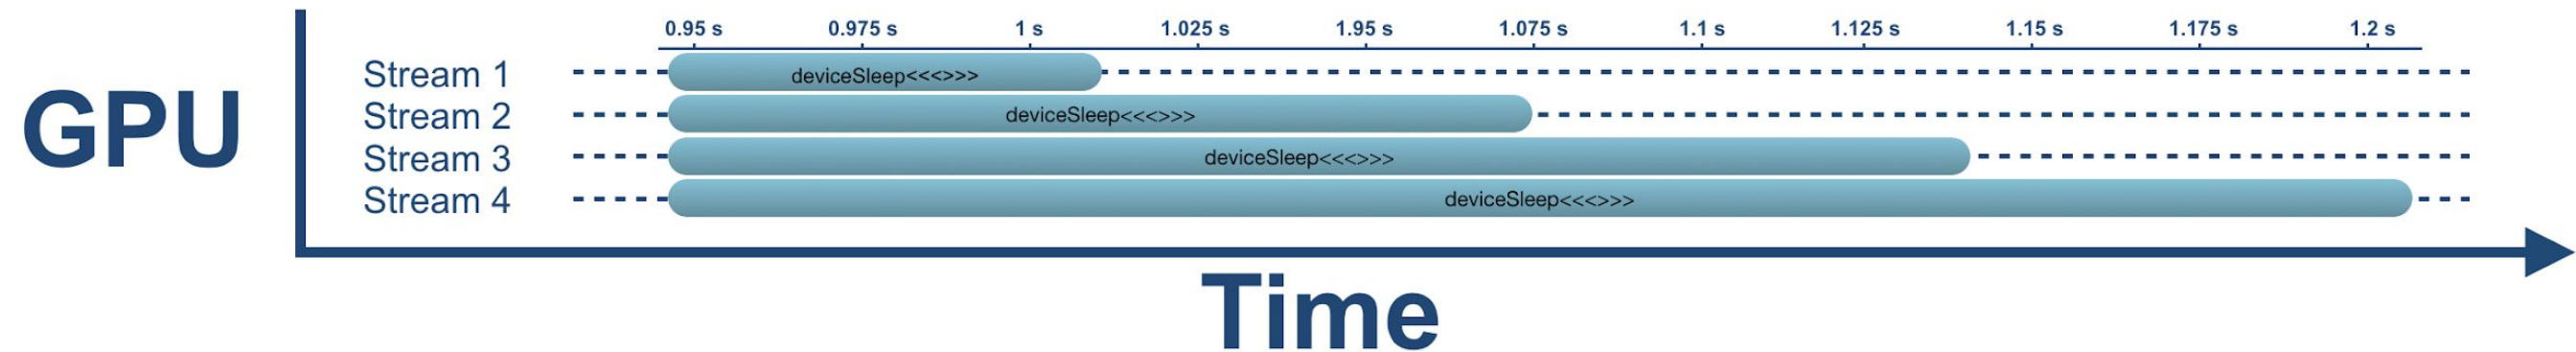 0.95 s 0.975 s 1 s 1.025 s 1.95 s 1.075 s 1.1 s 1.125 s 1.15 s 1.175 s 1.2 s
GPU
Stream 1 deviceSleep<<<>>>
Stream 2 deviceSleep<<<>>>
Stream 3 deviceSleep<<<>>>
Stream 4 deviceSleep<<<>>>
Time